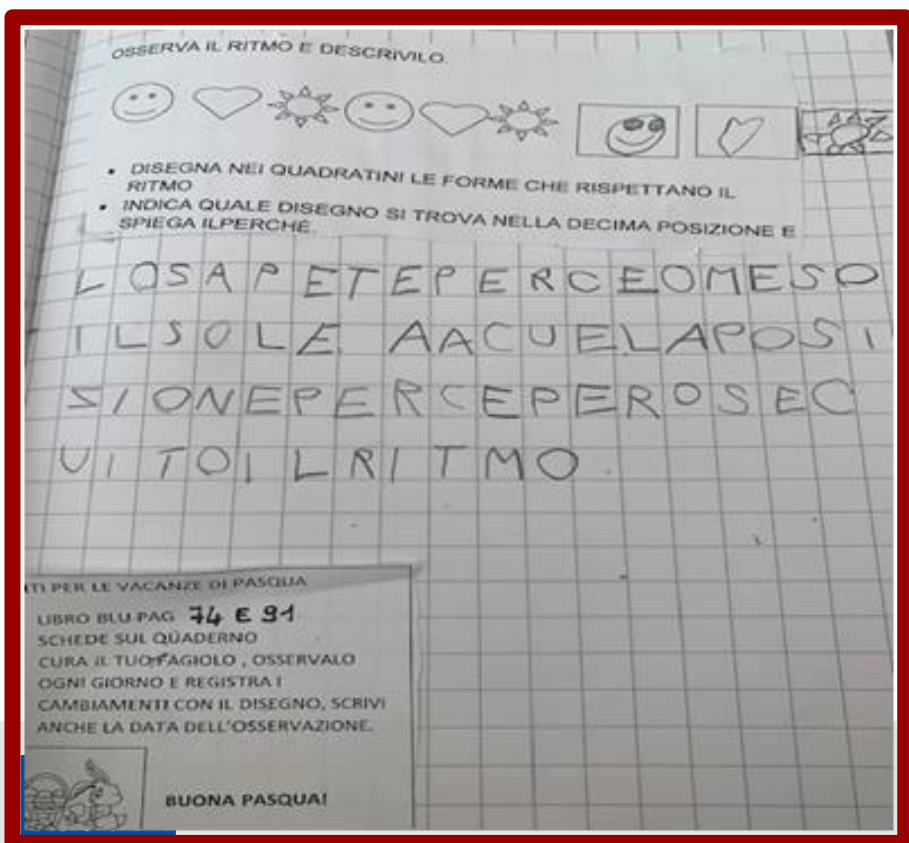 OSSERVA IL RITMO E DESCRIVILO.
• DISEGNA NEI QUADRATINI LE FORME CHE RISPETTANO IL
RITMO
• INDICA QUALE DISEGNO SI TROVA NELLA DECIMA POSIZIONE E
SPIEGA ILPERCHÉ.
LOSAPETEPERCEOMESO
ILSOLE AACUELAPOSI
SIONEPERCEPEROSEC
UITOILRITMO.
TI PER LE VACANZE DI PASQUA
LIBRO BLU PAG 74 E 91
SCHEDE SUL QUADERNO
CURA IL TUO FAGIOLO , OSSERVALO
OGNI GIORNO E REGISTRA I
CAMBIAMENTI CON IL DISEGNO, SCRIVI
ANCHE LA DATA DELL'OSSERVAZIONE.
BUONA PASQUA!